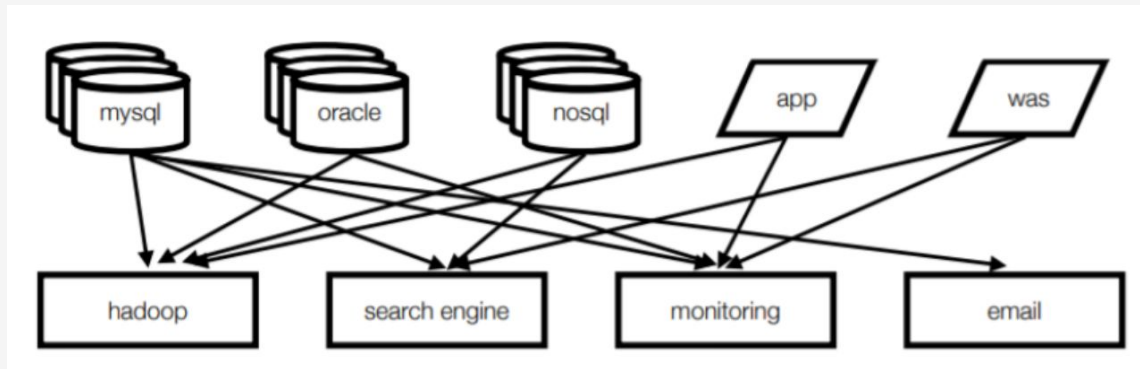 mysql
oracle
nosql
app
was
hadoop
search engine
monitoring
email